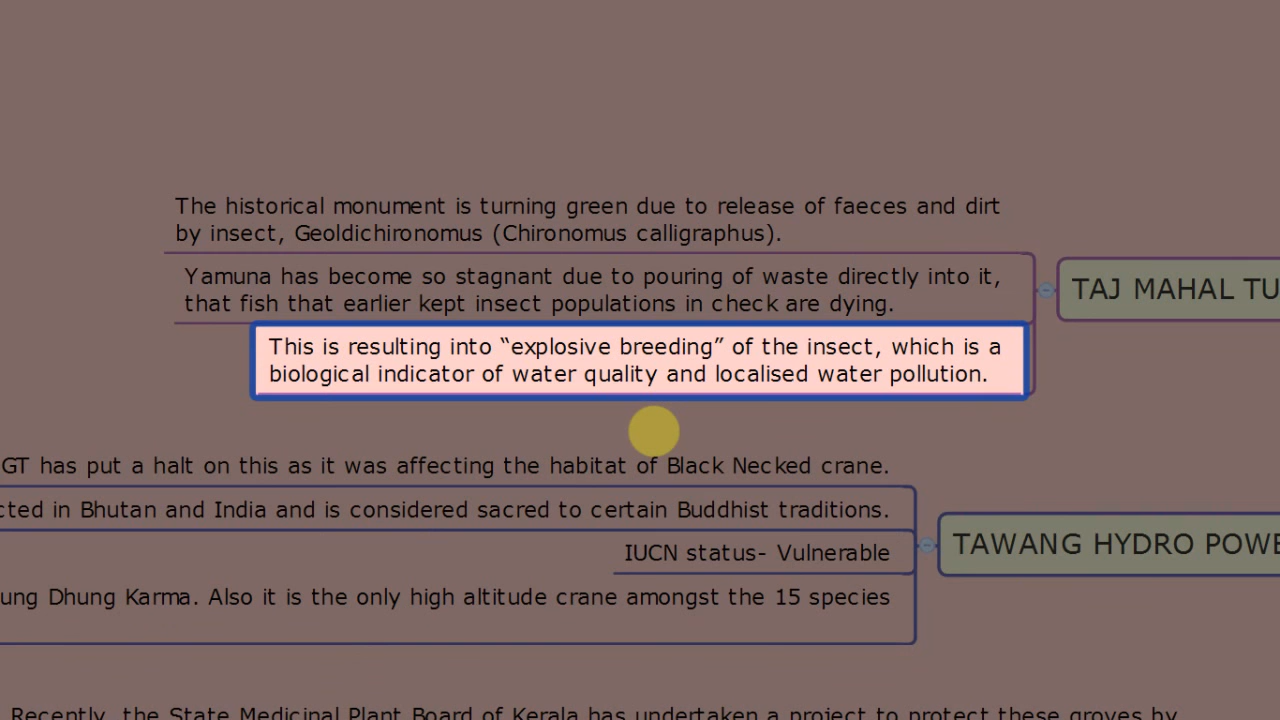 The historical monument is turning green due to release of faeces and dirt
by insect, Geoldichironomus (Chironomus calligraphus).
Yamuna has become so stagnant due to pouring of waste directly into it,
that fish that earlier kept insect populations in check are dying.
This is resulting into “explosive breeding” of the insect, which is a
biological indicator of water quality and localised water pollution.
TAJ MAHAL TU
GT has put a halt on this as it was affecting the habitat of Black Necked crane.
cted in Bhutan and India and is considered sacred to certain Buddhist traditions.
IUCN status- Vulnerable
ung Dhung Karma. Also it is the only high altitude crane amongst the 15 species
TAWANG HYDRO POWE
Recently, the State Medicinal Plant Board of Kerala has undertaken a project to protect these groves by